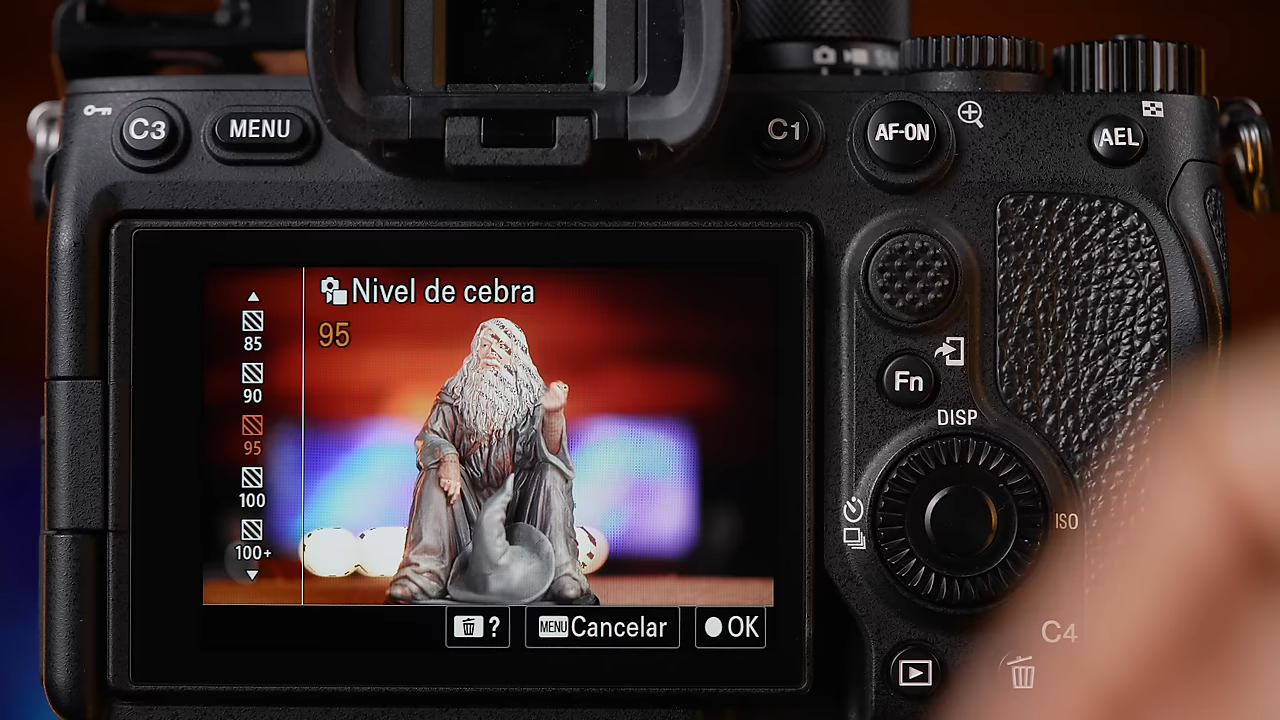 C3
MENU
C1
AF-ON
AEL
Nivel de cebra
95
85
90
95
100
100+
Fn
DISP
ISO
?
MENU Cancelar
OK
C4